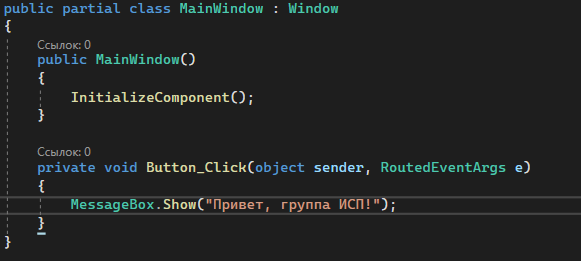 public partial class MainWindow : Window
{
Ссылок: 0
public MainWindow()
{
InitializeComponent();
}
Ссылок: 0
private void Button_Click(object sender, RoutedEventArgs e)
{
MessageBox.Show("Привет, группа ИСП!");
}
}